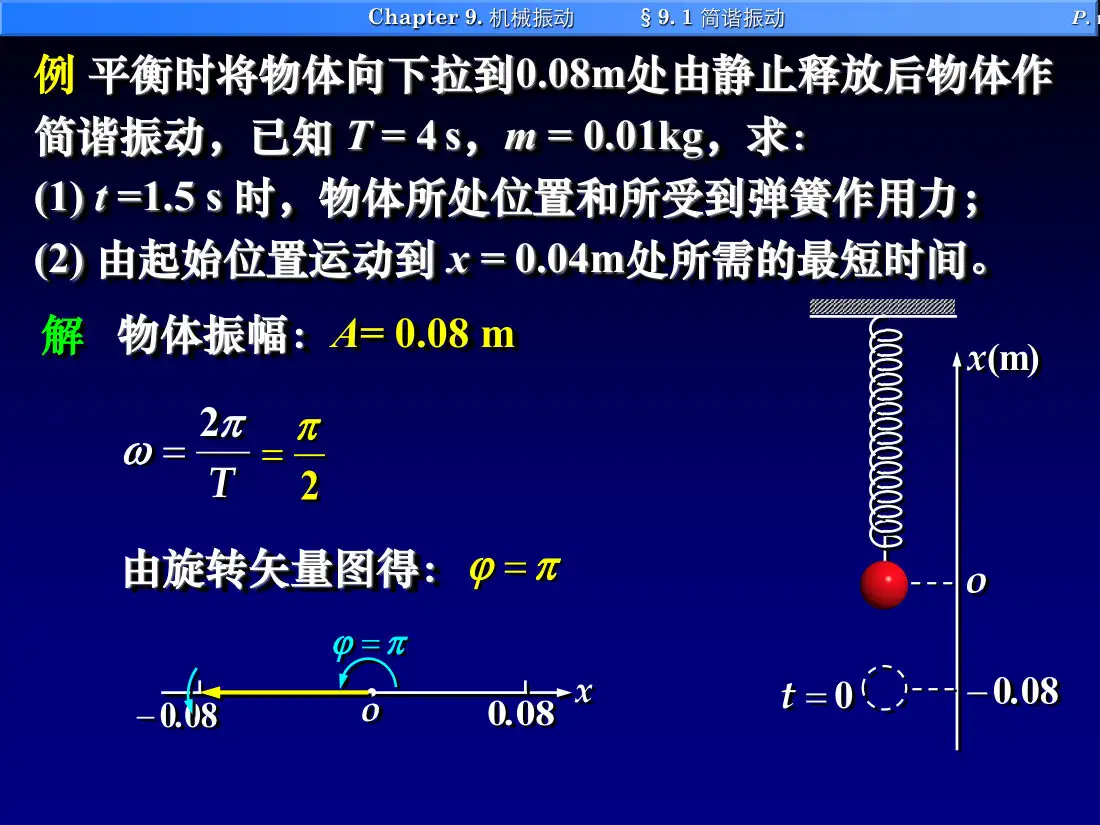 Chapter 9. 机械振动 §9. 1 简谐振动 P.
例 平衡时将物体向下拉到0.08m处由静止释放后物体作
简谐振动，已知 T = 4 s，m = 0.01kg，求：
(1) t =1.5 s 时，物体所处位置和所受到弹簧作用力；
(2) 由起始位置运动到 x = 0.04m处所需的最短时间。
解 物体振幅：A= 0.08 m
x(m)
ω = 2π/T = π/2
由旋转矢量图得：φ = π
o
φ = π
t = 0
– 0.08
x
– 0.08
o
0.08